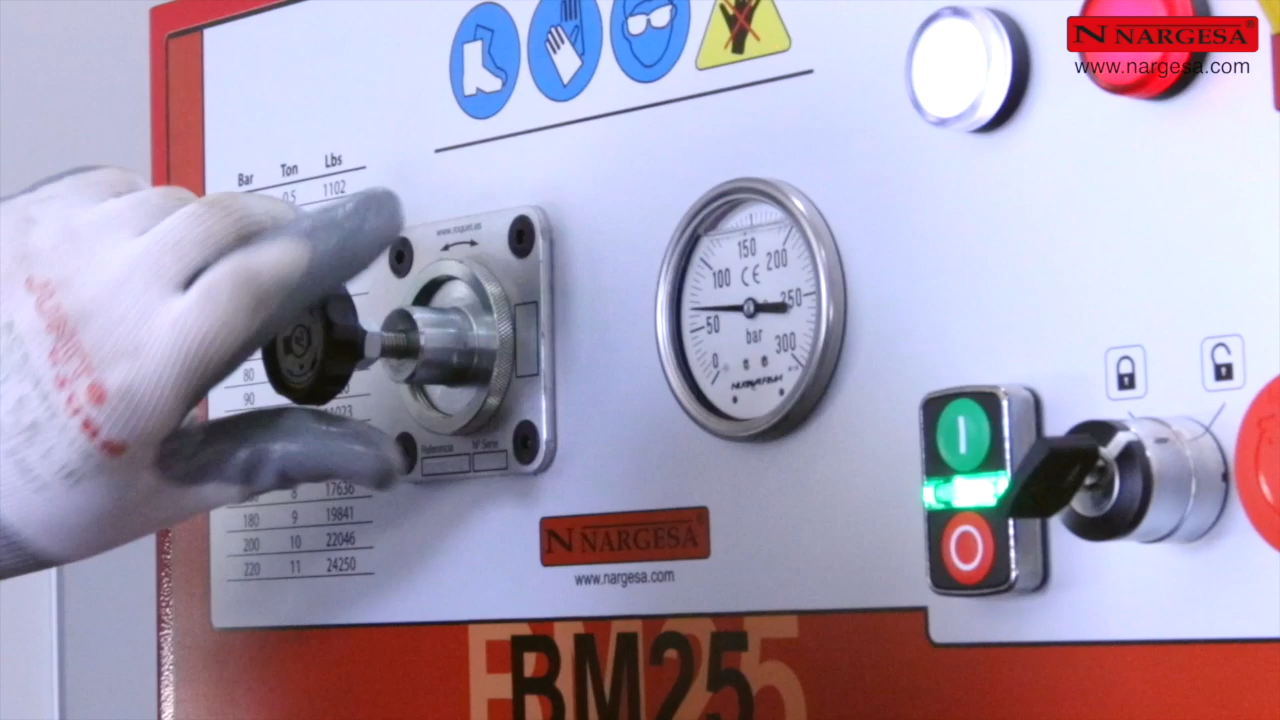 NARGESA®
www.nargesa.com
Bar Ton Lbs
0.5 1102
80
90
11023
8 17636
180 9 19841
200 10 22046
220 11 24250
www.roquet.es
Referencia Nº Serie
150
100 200
CE
50 250
bar
0 300
NARGESA
www.nargesa.com
BM25